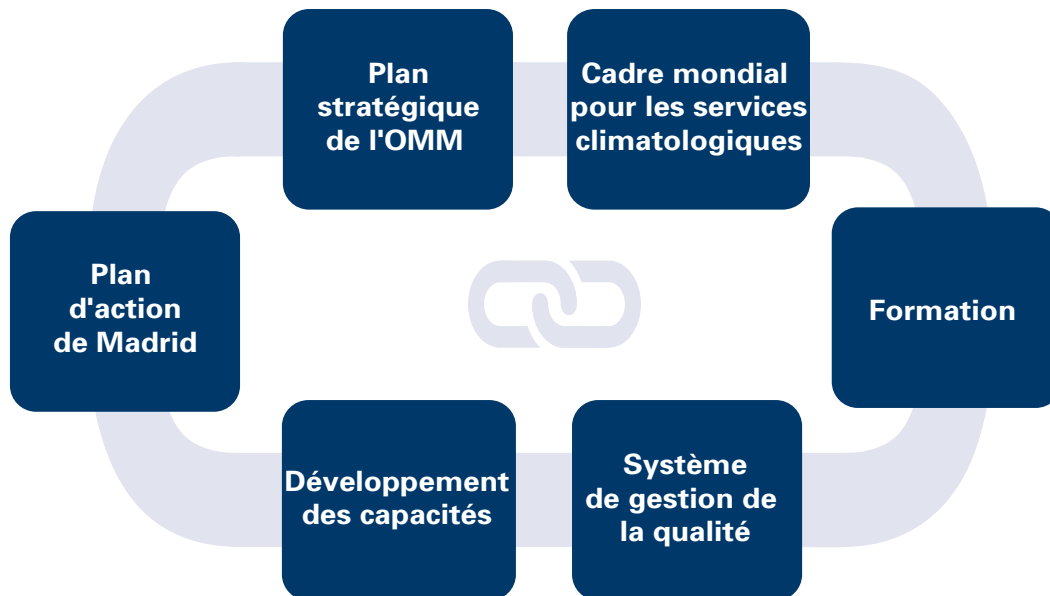 Plan
stratégique
de l'OMM
Cadre mondial
pour les services
climatologiques
Plan
d'action
de Madrid
Formation
Développement
des capacités
Système
de gestion de
la qualité